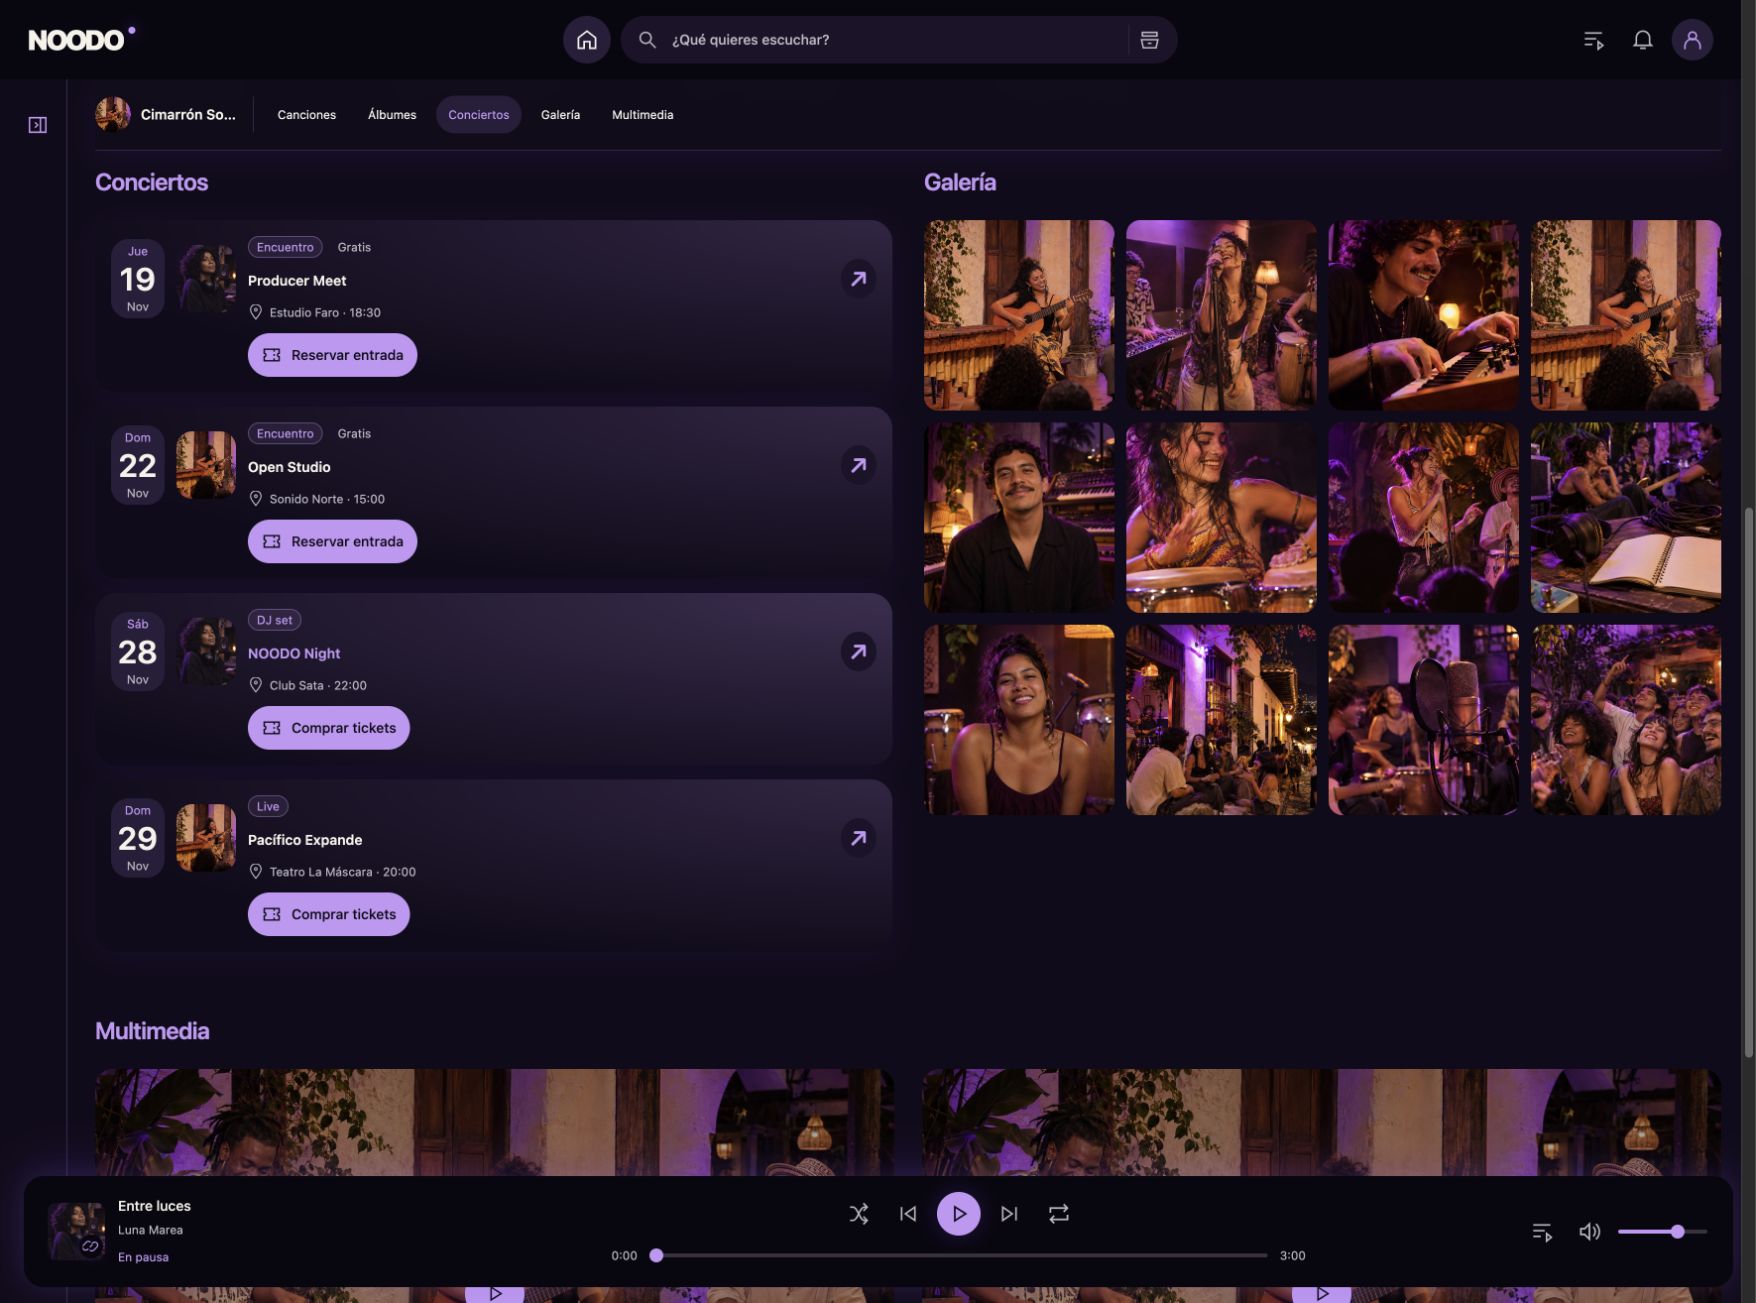 NOODO
¿Qué quieres escuchar?
Cimarrón So...
Canciones
Álbumes
Conciertos
Galería
Multimedia
Conciertos
Jue
19
Nov
Encuentro
Gratis
Producer Meet
Estudio Faro · 18:30
Reservar entrada
Dom
22
Nov
Encuentro
Gratis
Open Studio
Sonido Norte · 15:00
Reservar entrada
Sáb
28
Nov
DJ set
NOODO Night
Club Sata · 22:00
Comprar tickets
Dom
29
Nov
Live
Pacífico Expande
Teatro La Máscara · 20:00
Comprar tickets
Galería
Multimedia
Entre luces
Luna Marea
En pausa
0:00
3:00